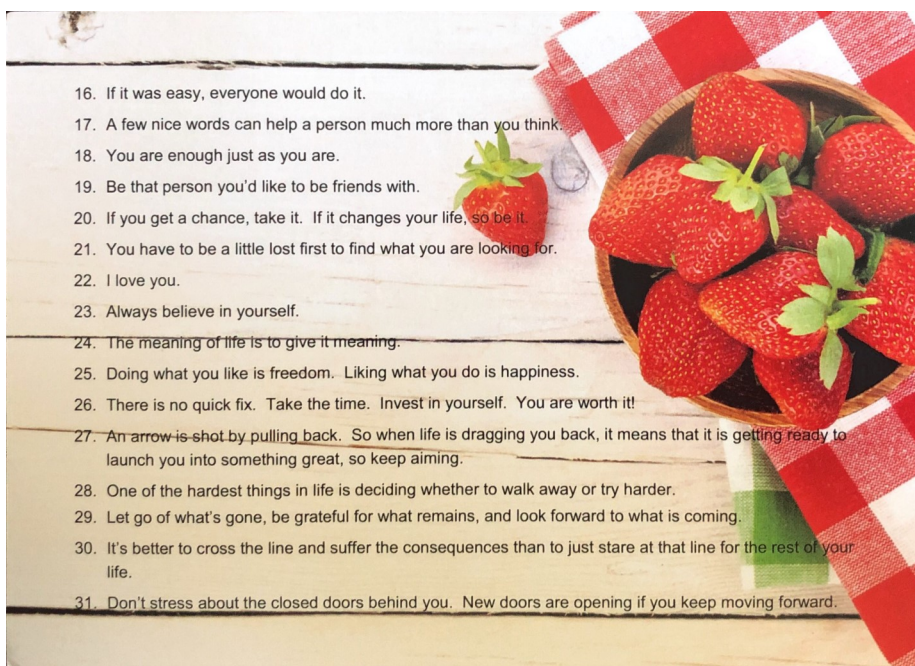 16. If it was easy, everyone would do it.
17. A few nice words can help a person much more than you think.
18. You are enough just as you are.
19. Be that person you'd like to be friends with.
20. If you get a chance, take it. If it changes your life, so be it.
21. You have to be a little lost first to find what you are looking for.
22. I love you.
23. Always believe in yourself.
24. The meaning of life is to give it meaning.
25. Doing what you like is freedom. Liking what you do is happiness.
26. There is no quick fix. Take the time. Invest in yourself. You are worth it!
27. An arrow is shot by pulling back. So when life is dragging you back, it means that it is getting ready to
launch you into something great, so keep aiming.
28. One of the hardest things in life is deciding whether to walk away or try harder.
29. Let go of what's gone, be grateful for what remains, and look forward to what is coming.
30. It's better to cross the line and suffer the consequences than to just stare at that line for the rest of your
life.
31. Don't stress about the closed doors behind you. New doors are opening if you keep moving forward.